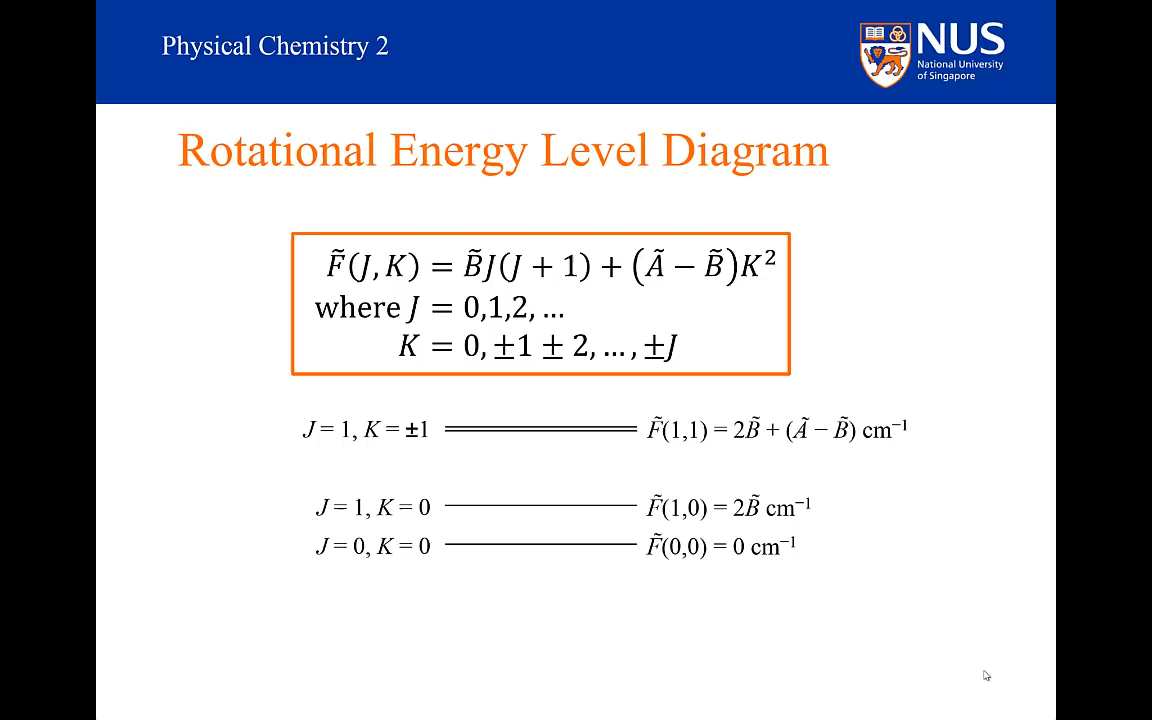 Physical Chemistry 2
NUS
National University
of Singapore
Rotational Energy Level Diagram
F̃(J, K) = B̃J(J + 1) + (Ã − B̃)K²
where J = 0,1,2, …
K = 0, ±1 ± 2, … , ±J
J = 1, K = ±1 F̃(1,1) = 2B̃ + (Ã − B̃) cm⁻¹
J = 1, K = 0 F̃(1,0) = 2B̃ cm⁻¹
J = 0, K = 0 F̃(0,0) = 0 cm⁻¹